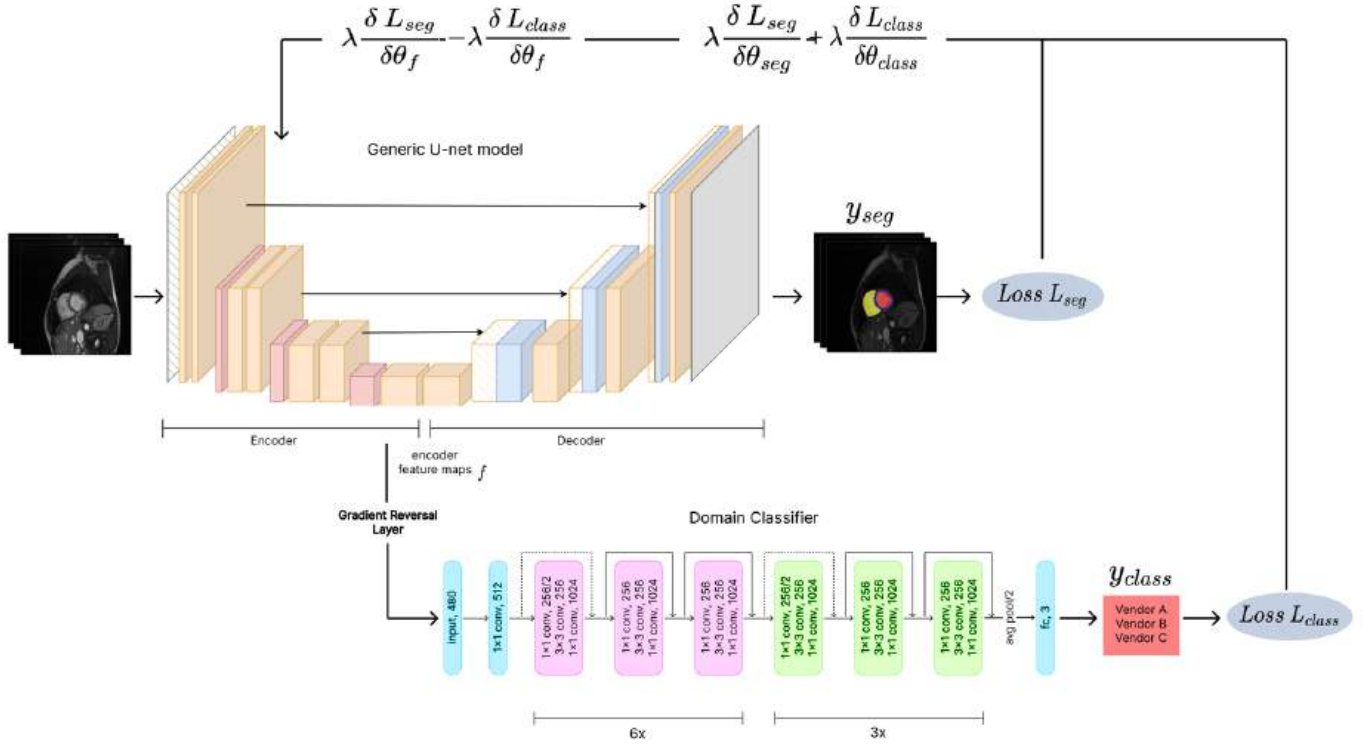 λ δ L_seg / δθ_f − λ δ L_class / δθ_f
λ δ L_seg / δθ_seg + λ δ L_class / δθ_class
Generic U-net model
y_seg
Loss L_seg
Encoder
Decoder
encoder
feature maps f
Gradient Reversal
Layer
Domain Classifier
input, 480
1×1 conv, 512
1×1 conv, 256/2
3×3 conv, 256
1×1 conv, 1024
1×1 conv, 256
3×3 conv, 256
1×1 conv, 1024
1×1 conv, 256
3×3 conv, 256
1×1 conv, 1024
1×1 conv, 256/2
3×3 conv, 256
1×1 conv, 1024
1×1 conv, 256
3×3 conv, 256
1×1 conv, 1024
1×1 conv, 256
3×3 conv, 256
1×1 conv, 1024
avg pool/2
fc, 3
y_class
Vendor A
Vendor B
Vendor C
Loss L_class
6x
3x